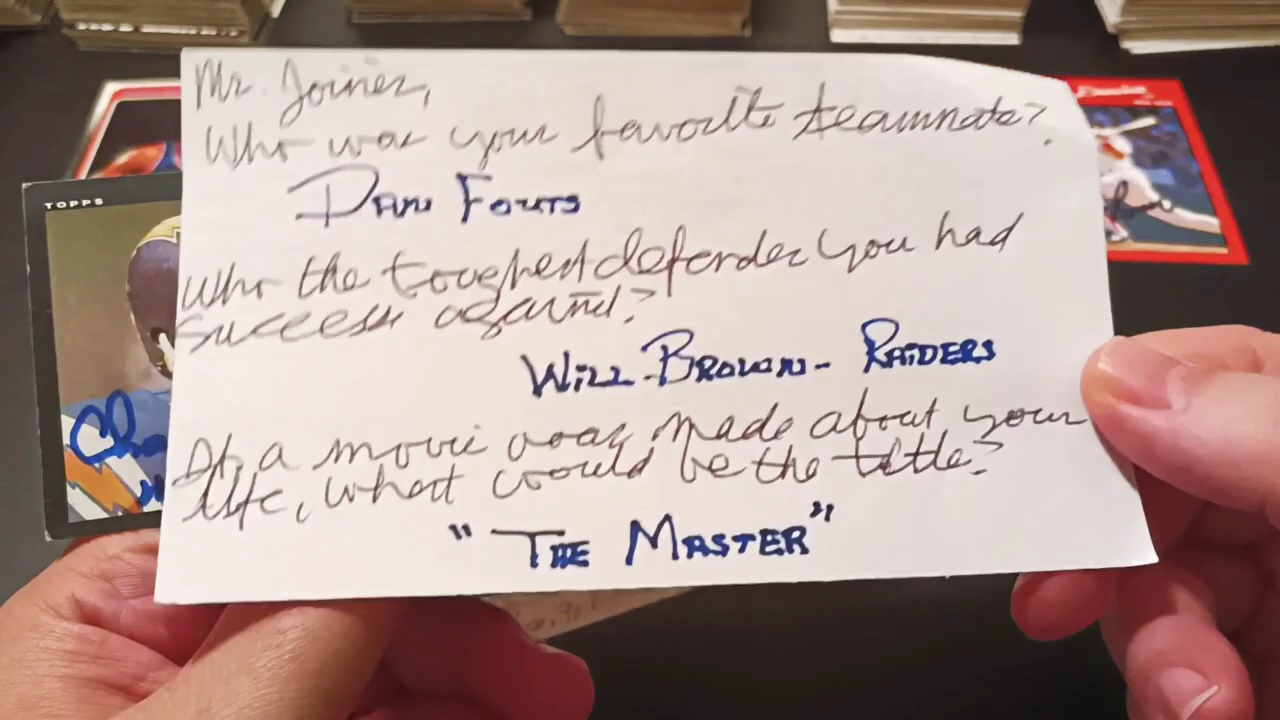 Mr. Joiner,
Who was your favorite teammate?
DAN FOUTS
TOPPS
Who the toughest defender you had
success against?
WILL BROWN - RAIDERS
If a movie was made about your
life, what would be the title?
"THE MASTER"
Cha